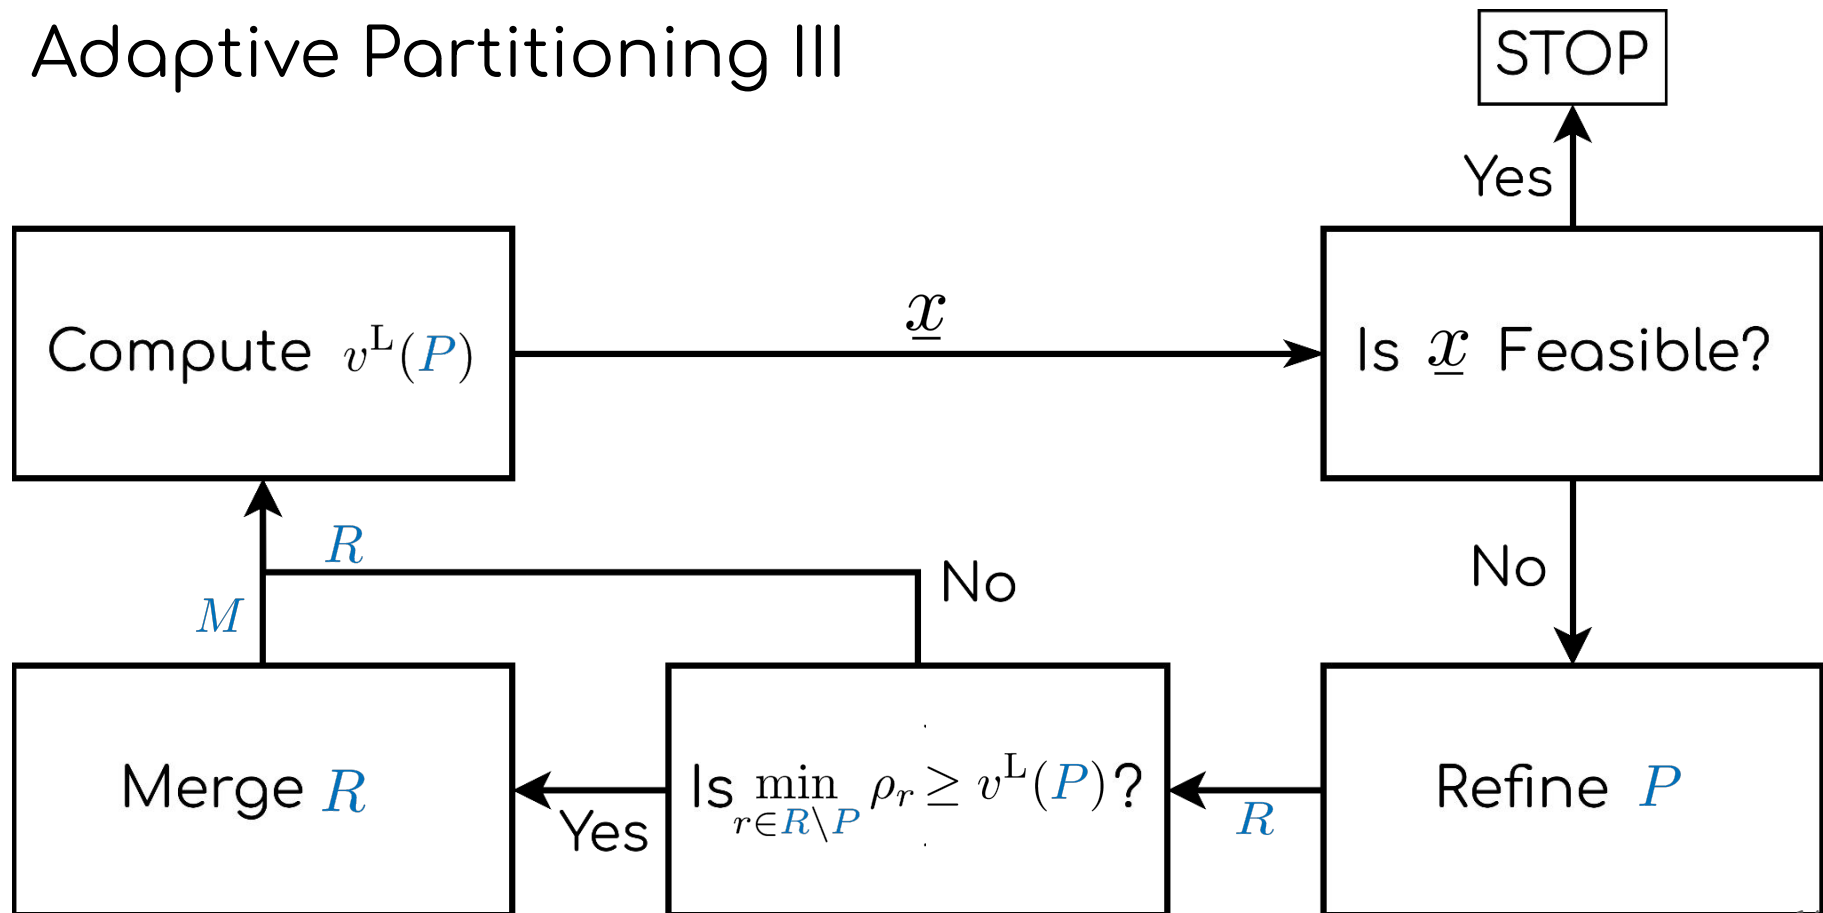 Adaptive Partitioning III
STOP
Yes
Compute v^L(P)
x̲
Is x̲ Feasible?
R
No
No
M
Merge R
Yes
Is min_{r∈R\P} ρ_r ≥ v^L(P)?
R
Refine P